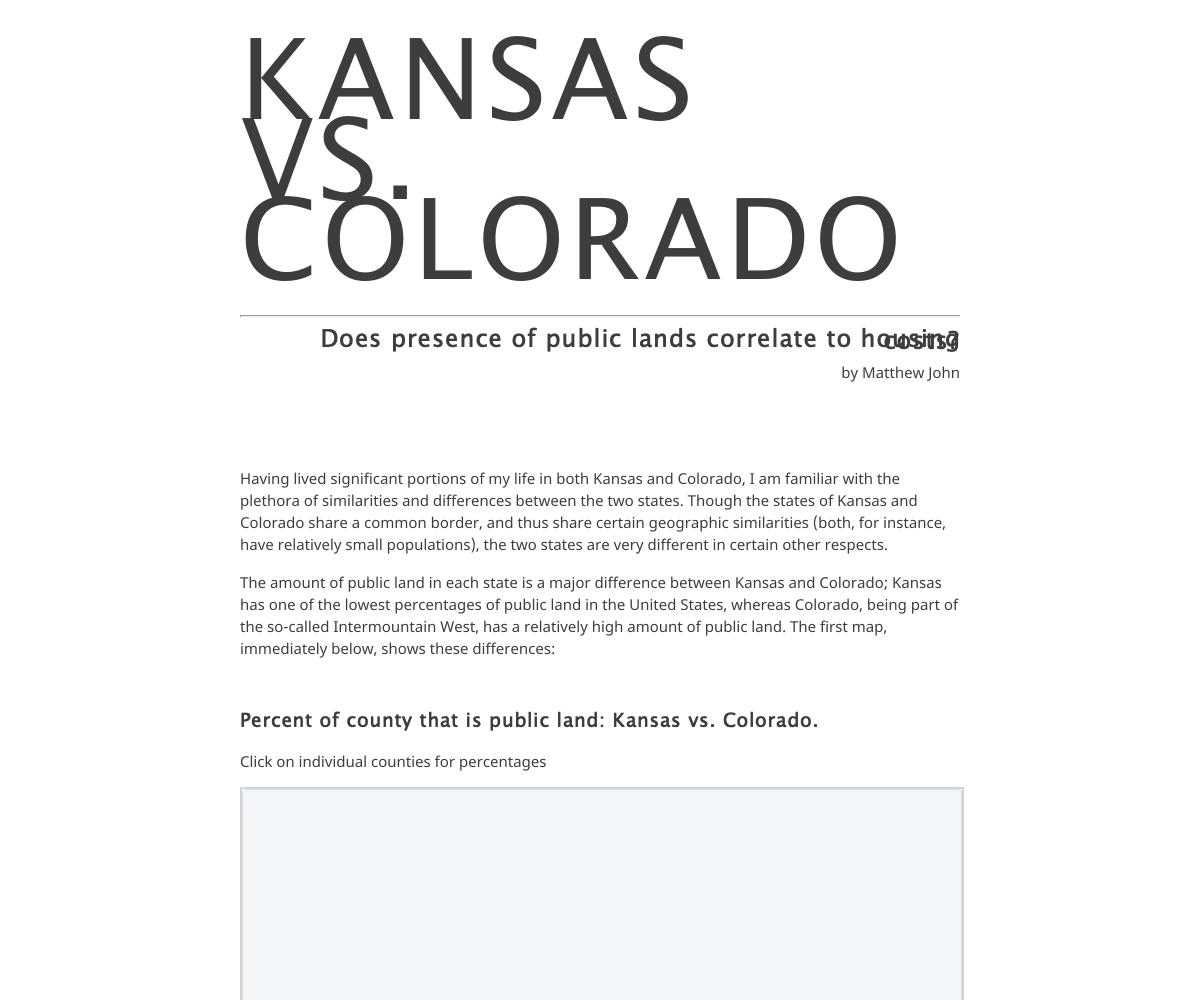 KANSAS
VS.
COLORADO
Does presence of public lands correlate to housing
costs?
by Matthew John
Having lived significant portions of my life in both Kansas and Colorado, I am familiar with the
plethora of similarities and differences between the two states. Though the states of Kansas and
Colorado share a common border, and thus share certain geographic similarities (both, for instance,
have relatively small populations), the two states are very different in certain other respects.
The amount of public land in each state is a major difference between Kansas and Colorado; Kansas
has one of the lowest percentages of public land in the United States, whereas Colorado, being part of
the so-called Intermountain West, has a relatively high amount of public land. The first map,
immediately below, shows these differences:
Percent of county that is public land: Kansas vs. Colorado.
Click on individual counties for percentages